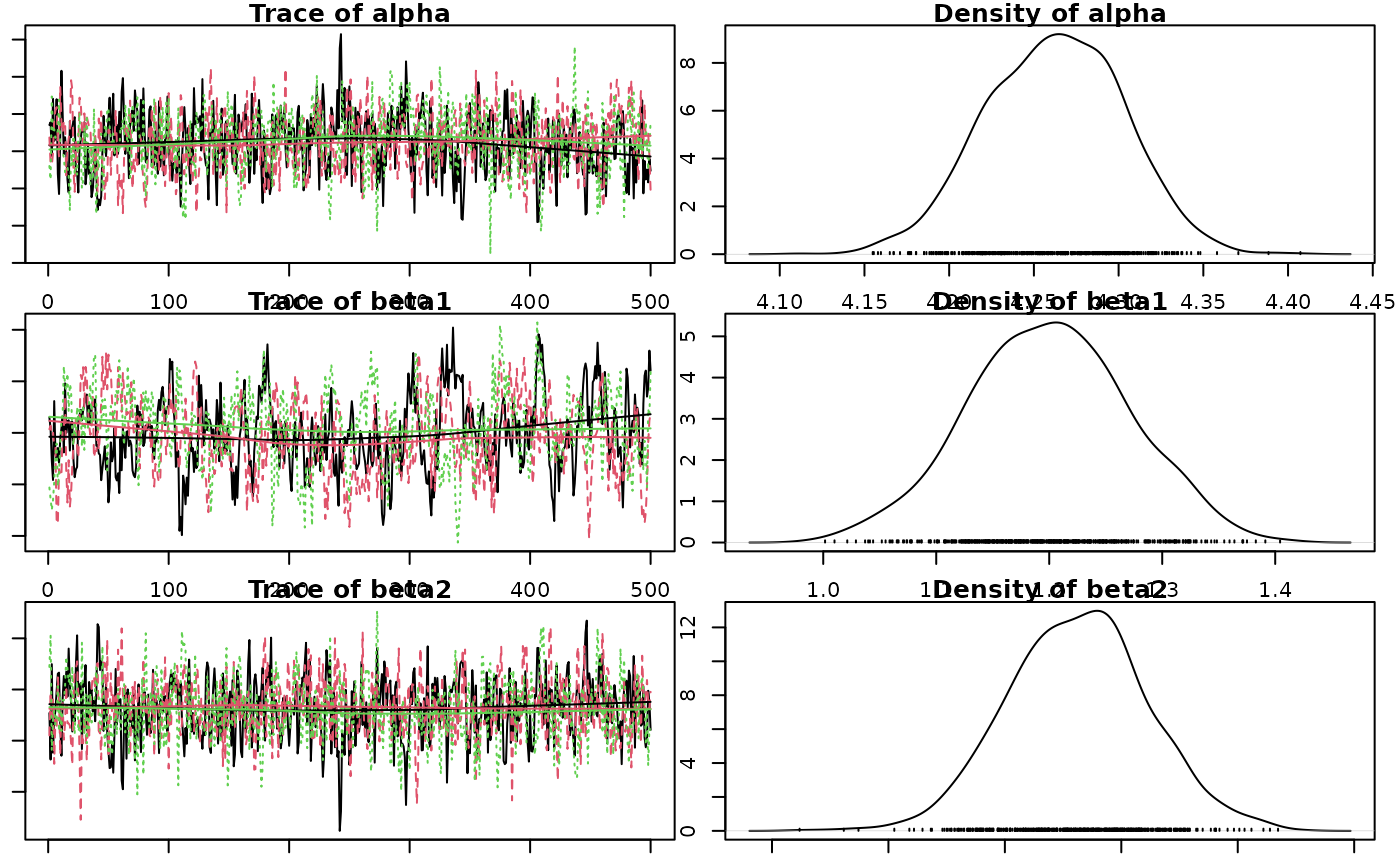 Trace of alpha
Density of alpha
8
6
4
2
0
0 100 200 300 400 500
4.10 4.15 4.20 4.25 4.30 4.35 4.40 4.45
Trace of beta1
Density of beta1
5
4
3
2
1
0
0 100 200 300 400 500
1.0 1.1 1.2 1.3 1.4
Trace of beta2
Density of beta2
12
8
4
0